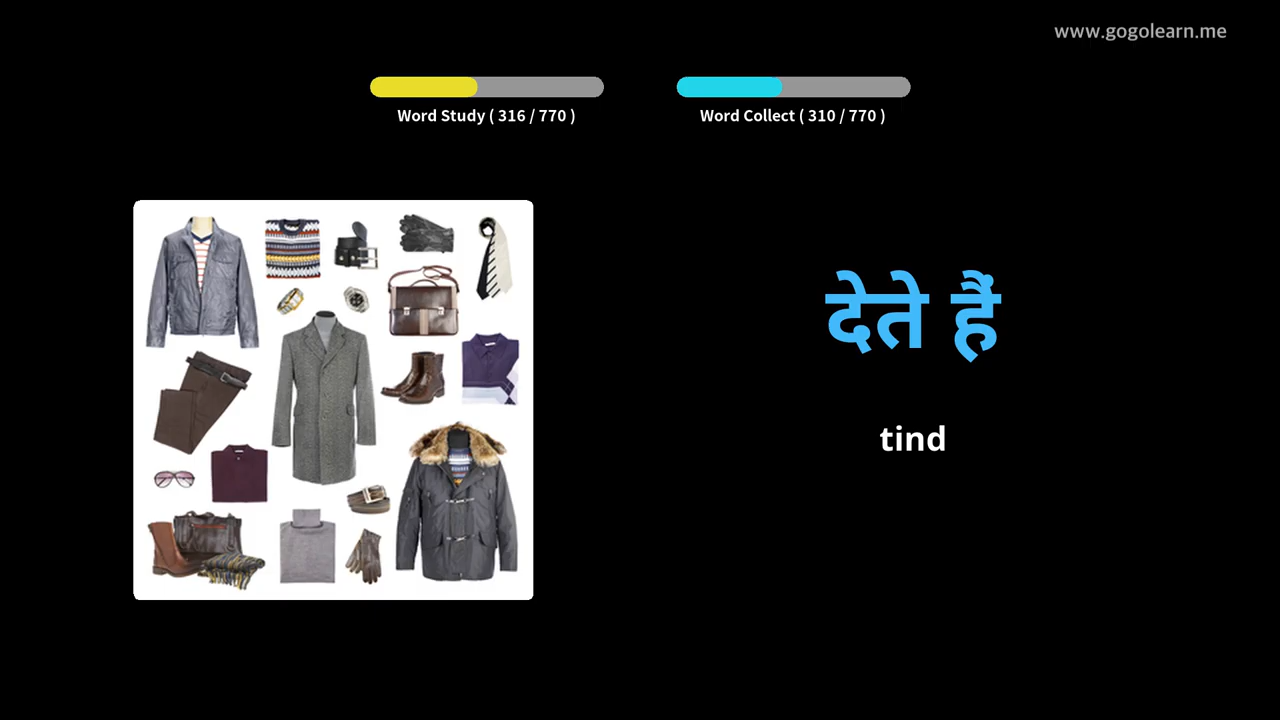 www.gogolearn.me
Word Study ( 316 / 770 )
Word Collect ( 310 / 770 )
देते हैं
tind